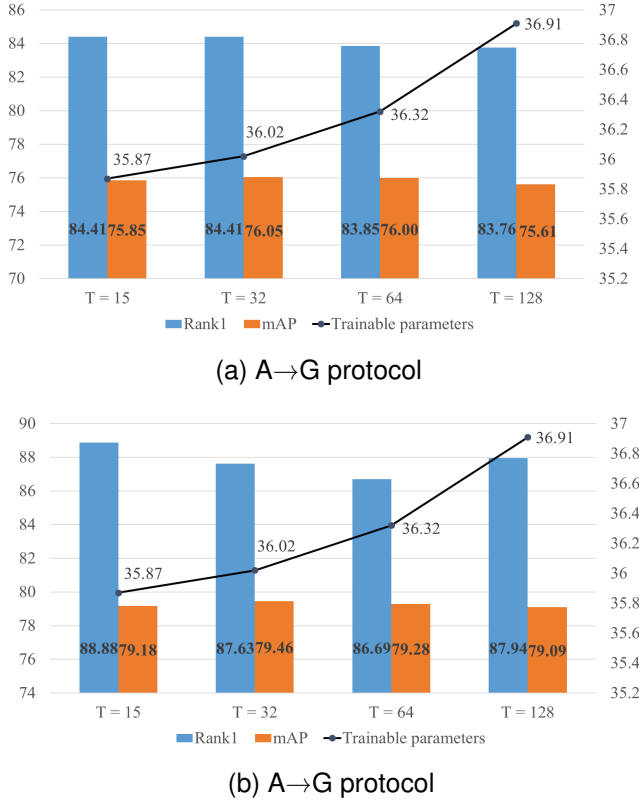 86 37
84 36.91 36.8
82 36.6
80 36.4
78 35.87 36.02 36.32 36.2
76 36
74 35.8
72 84.41 75.85 84.41 76.05 83.85 76.00 83.76 75.61 35.6
70 35.4
35.2
T = 15 T = 32 T = 64 T = 128
Rank1 mAP Trainable parameters
(a) A→G protocol
90 37
88 36.91 36.8
86 36.6
84 36.4
82 36.02 36.32 36.2
80 35.87 36
78 35.8
76 88.88 79.18 87.63 79.46 86.69 79.28 87.94 79.09 35.6
74 35.4
35.2
T = 15 T = 32 T = 64 T = 128
Rank1 mAP Trainable parameters
(b) A→G protocol